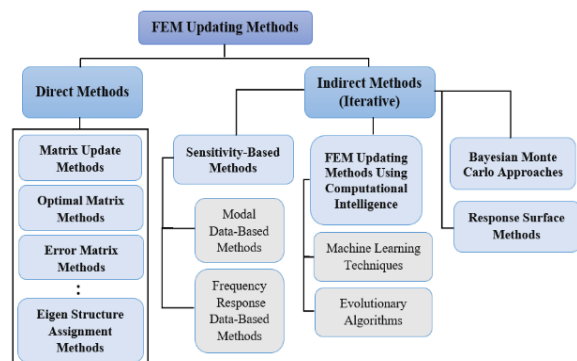 FEM Updating Methods
Direct Methods
Matrix Update
Methods
Optimal Matrix
Methods
Error Matrix
Methods
:
Eigen Structure
Assignment
Methods
Indirect Methods
(Iterative)
Sensitivity-Based
Methods
Modal
Data-Based
Methods
Frequency
Response
Data-Based
Methods
FEM Updating
Methods Using
Computational
Intelligence
Machine Learning
Techniques
Evolutionary
Algorithms
Bayesian Monte
Carlo Approaches
Response Surface
Methods